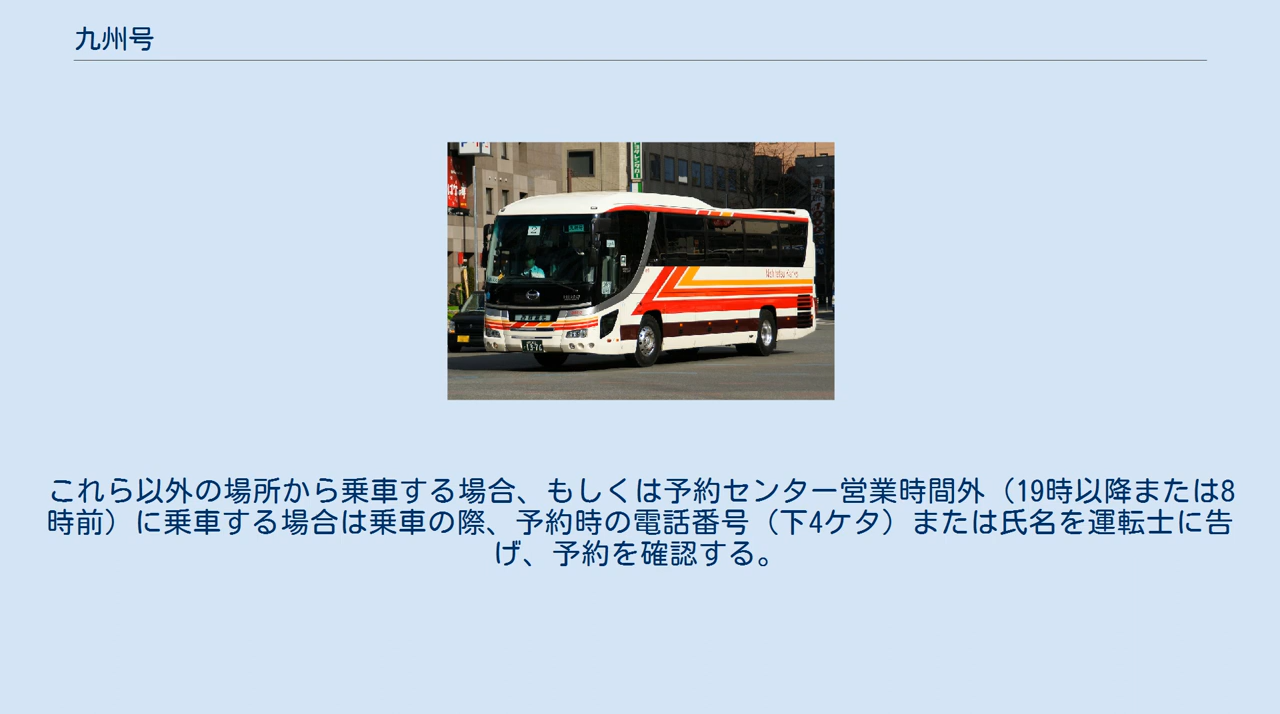 九州号
これら以外の場所から乗車する場合、もしくは予約センター営業時間外（19時以降または8
時前）に乗車する場合は乗車の際、予約時の電話番号（下4ケタ）または氏名を運転士に告
げ、予約を確認する。